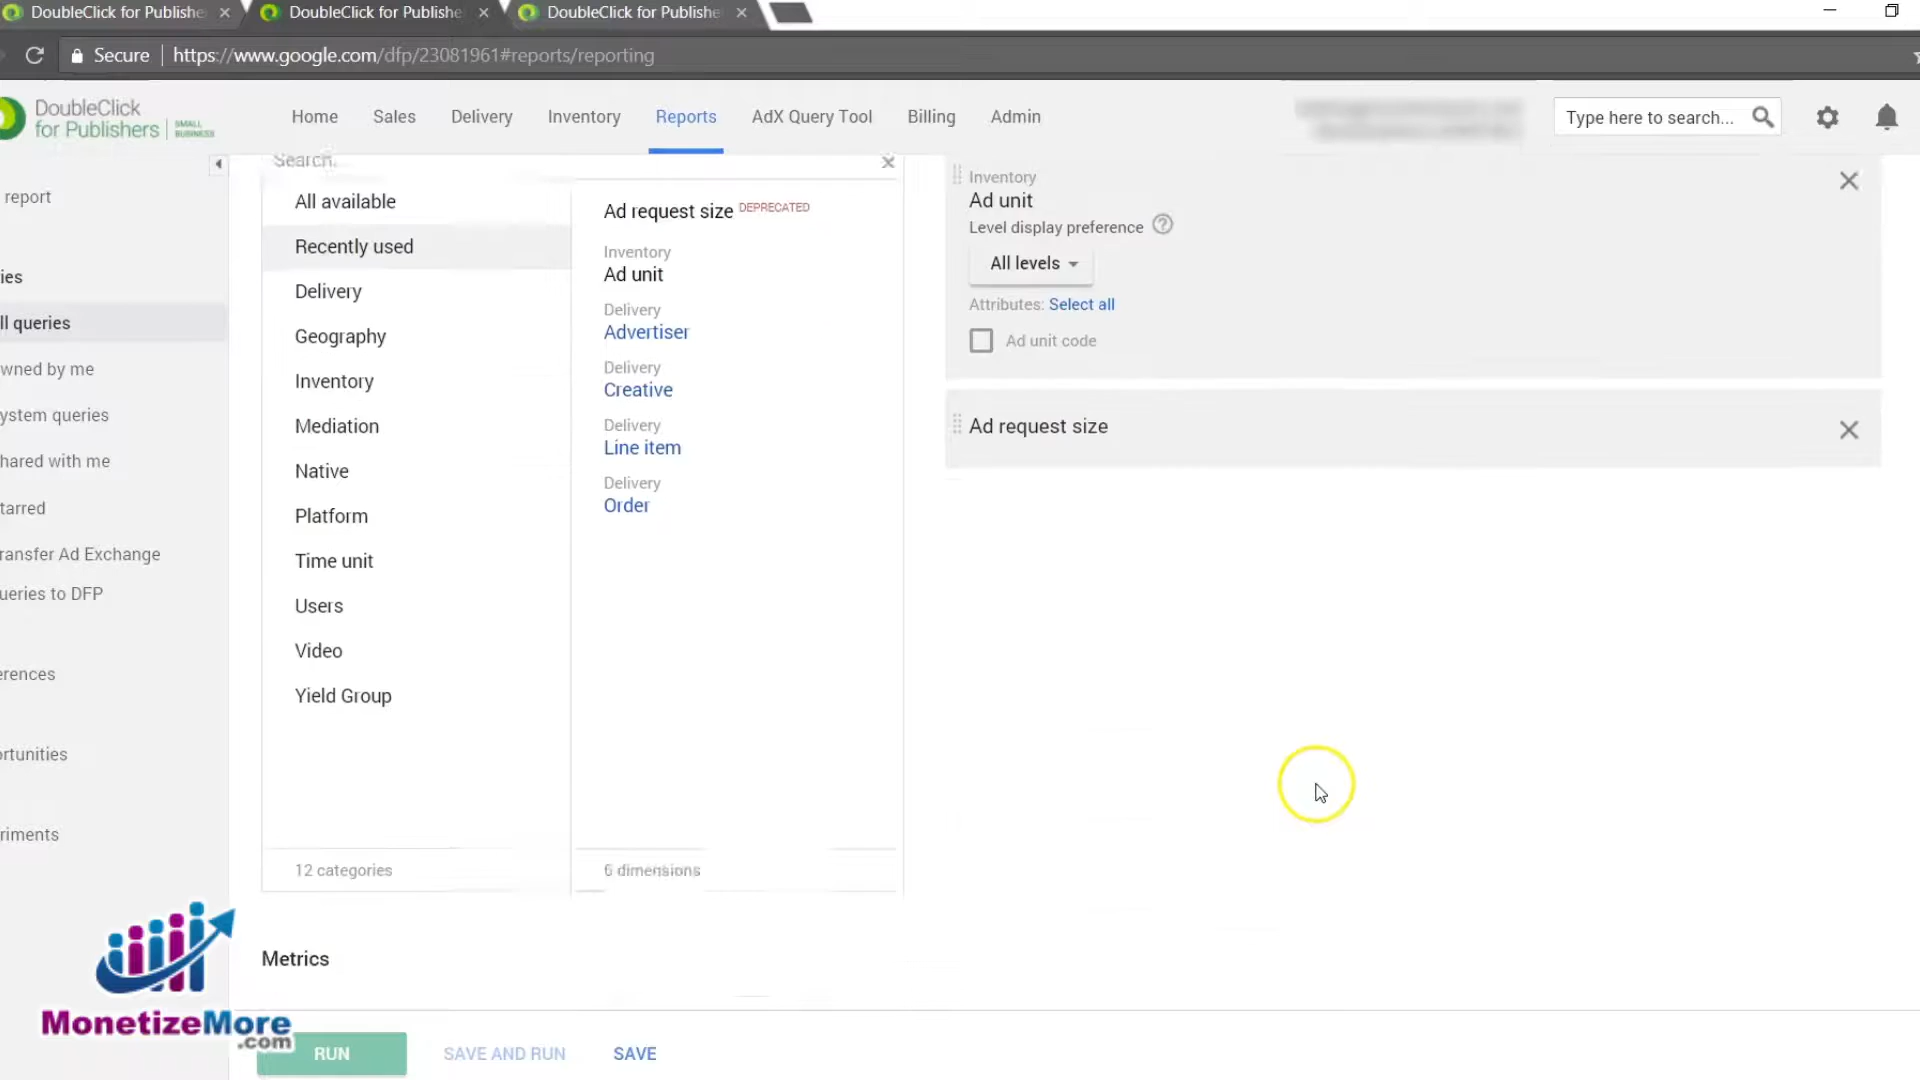 DoubleClick for Publishe
DoubleClick for Publishe
DoubleClick for Publishe
Secure
https://www.google.com/dfp/23081961#reports/reporting
DoubleClick
for Publishers
SMALL
BUSINESS
Home
Sales
Delivery
Inventory
Reports
AdX Query Tool
Billing
Admin
Type here to search...
report
ies
ll queries
wned by me
ystem queries
hared with me
tarred
ransfer Ad Exchange
ueries to DFP
erences
ortunities
riments
Search.
All available
Recently used
Delivery
Geography
Inventory
Mediation
Native
Platform
Time unit
Users
Video
Yield Group
12 categories
Ad request size DEPRECATED
Inventory
Ad unit
Delivery
Advertiser
Delivery
Creative
Delivery
Line item
Delivery
Order
dimensions
Inventory
Ad unit
Level display preference
All levels
Attributes: Select all
Ad unit code
Ad request size
Metrics
MonetizeMore
.com
RUN
SAVE AND RUN
SAVE